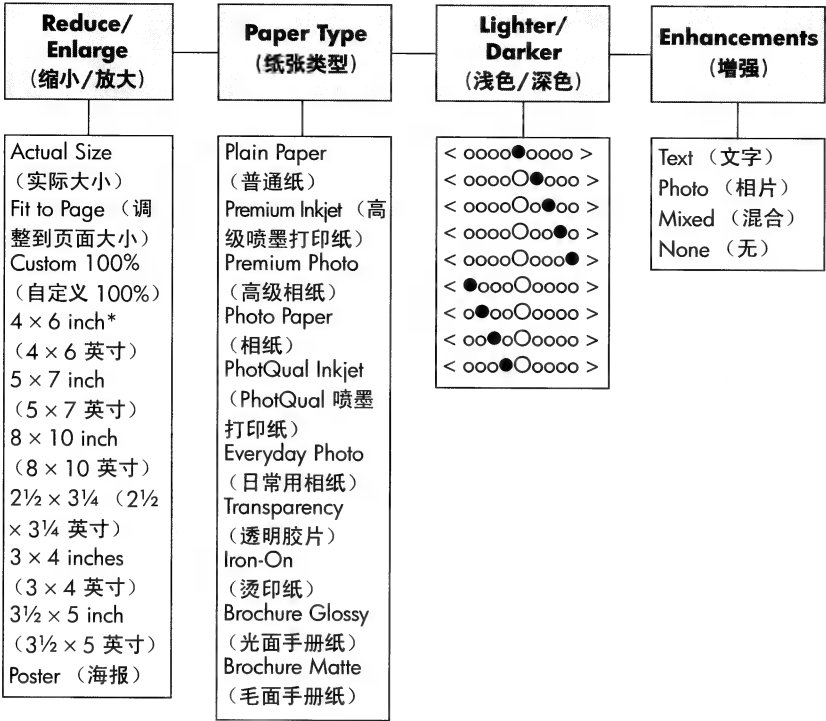 Reduce/
Enlarge
(缩小/放大)
Actual Size
（实际大小）
Fit to Page （调
整到页面大小）
Custom 100%
（自定义 100%）
4 × 6 inch*
（4 × 6 英寸）
5 × 7 inch
（5 × 7 英寸）
8 × 10 inch
（8 × 10 英寸）
2½ × 3¼ （2½
× 3¼ 英寸）
3 × 4 inches
（3 × 4 英寸）
3½ × 5 inch
（3½ × 5 英寸）
Poster （海报）
Paper Type
(纸张类型)
Plain Paper
（普通纸）
Premium Inkjet （高
级喷墨打印纸）
Premium Photo
（高级相纸）
Photo Paper
（相纸）
PhotQual Inkjet
（PhotQual 喷墨
打印纸）
Everyday Photo
（日常用相纸）
Transparency
（透明胶片）
Iron-On
（烫印纸）
Brochure Glossy
（光面手册纸）
Brochure Matte
（毛面手册纸）
Lighter/
Darker
(浅色/深色)
< oooo●oooo >
< ooooO●ooo >
< ooooOo●oo >
< ooooOoo●o >
< ooooOooo● >
< ●oooOoooo >
< o●ooOoooo >
< oo●oOoooo >
< ooo●Ooooo >
Enhancements
(增强)
Text （文字）
Photo （相片）
Mixed （混合）
None （无）